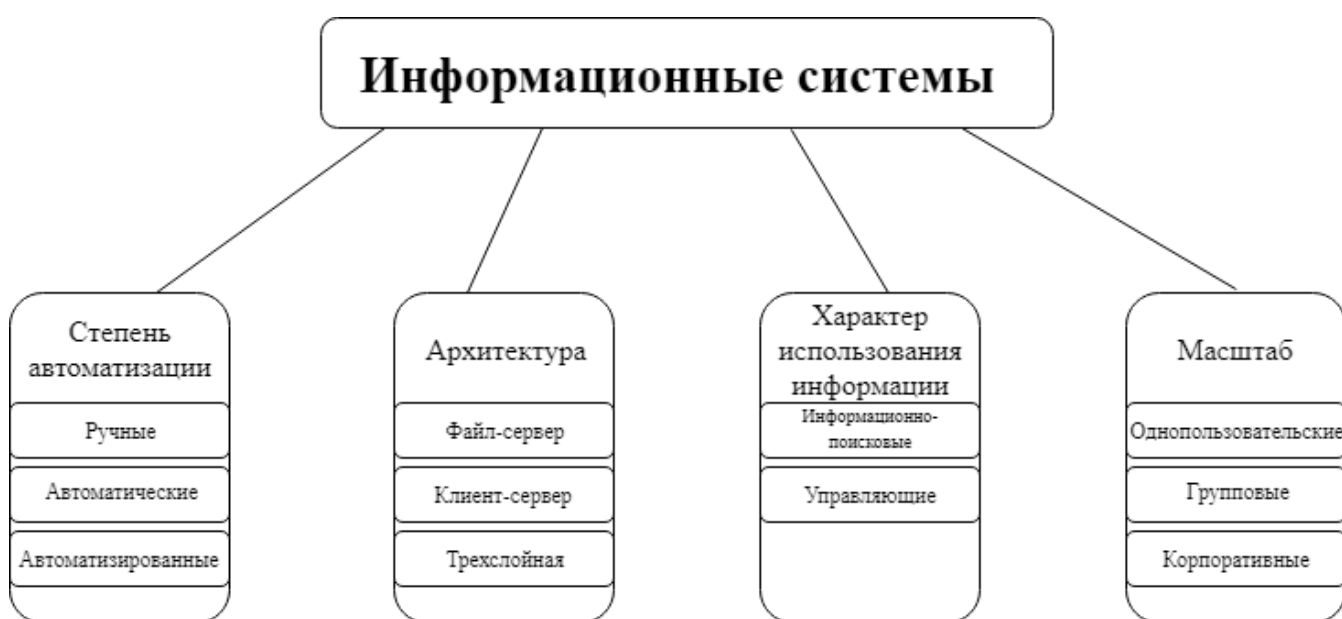 Информационные системы
Степень
автоматизации
Ручные
Автоматические
Автоматизированные
Архитектура
Файл-сервер
Клиент-сервер
Трехслойная
Характер
использования
информации
Информационно-
поисковые
Управляющие
Масштаб
Однопользовательские
Групповые
Корпоративные